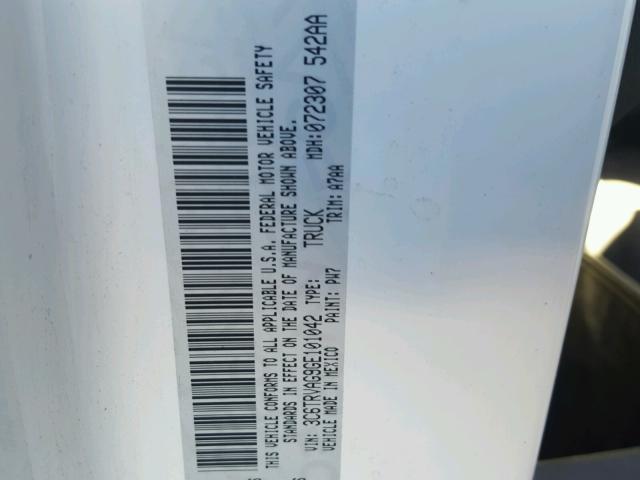 THIS VEHICLE CONFORMS TO ALL APPLICABLE U.S.A. FEDERAL MOTOR VEHICLE SAFETY
STANDARDS IN EFFECT ON THE DATE OF MANUFACTURE SHOWN ABOVE.
VIN: 3C6TRVAG9GE101042 TYPE: TRUCK MDH:072307 542AA
VEHICLE MADE IN MEXICO PAINT: PW7 TRIM: A7AA